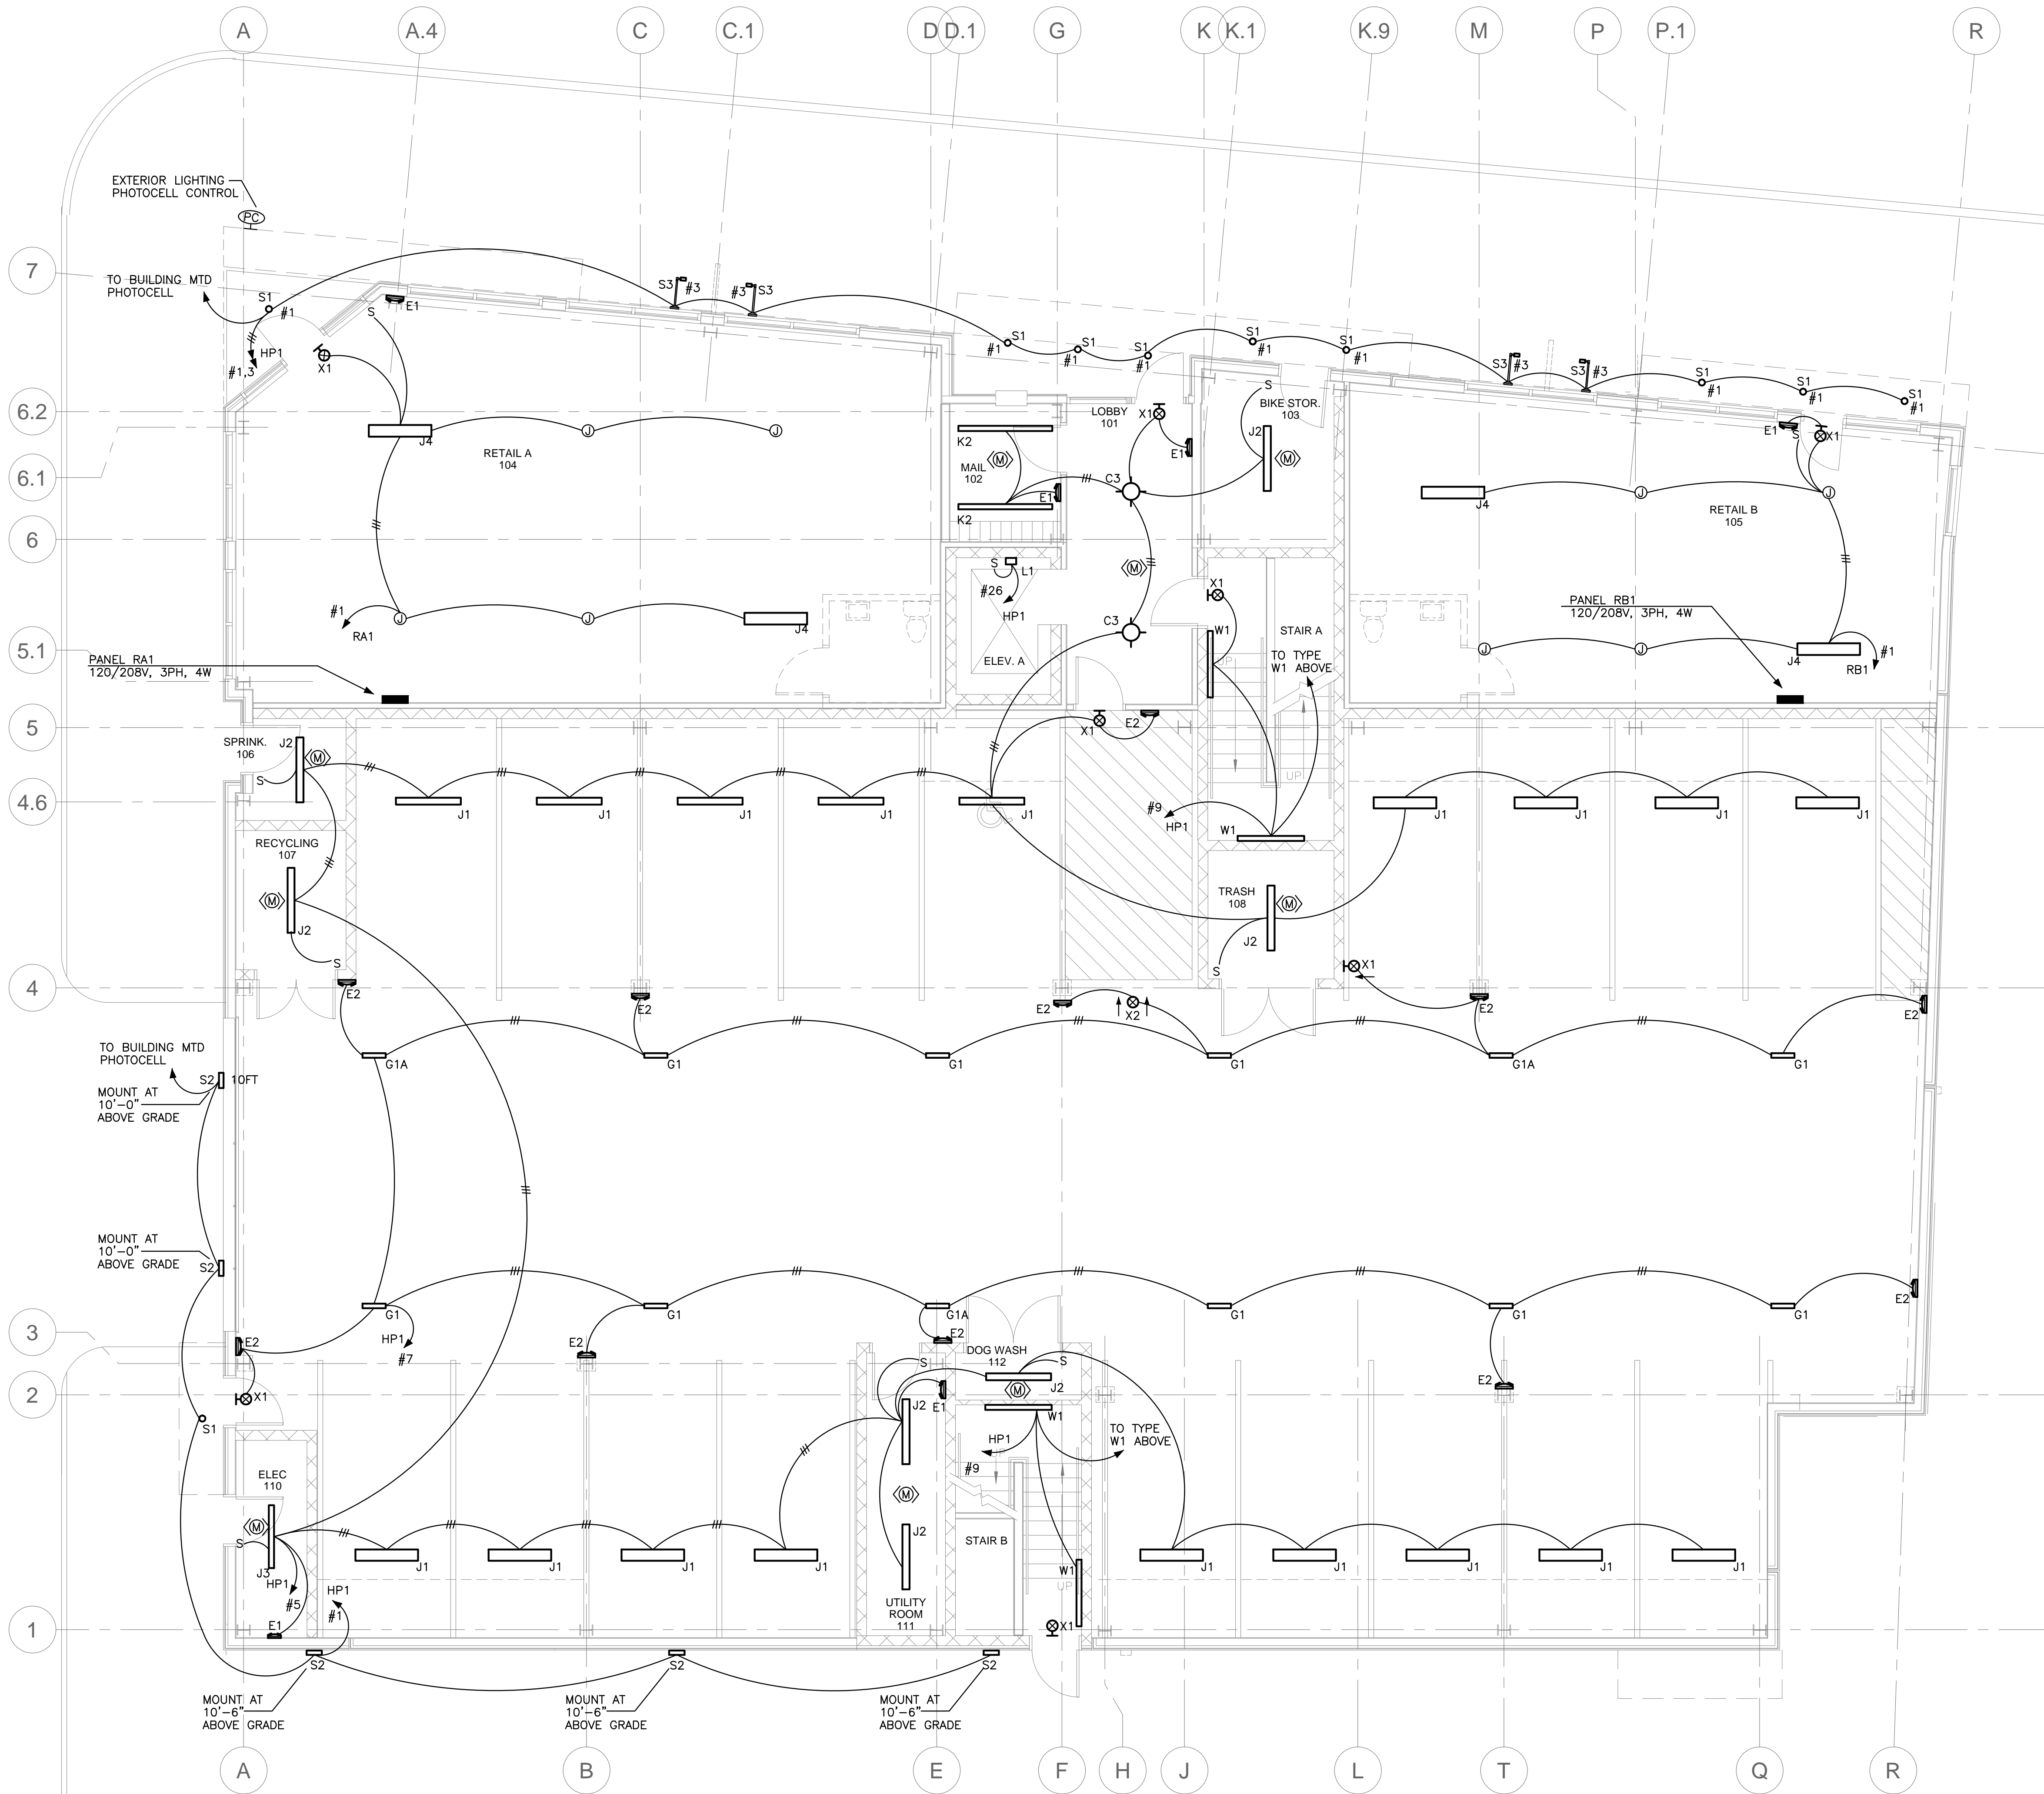 A
A.4
C
C.1
D
D.1
G
K
K.1
K.9
M
P
P.1
R
EXTERIOR LIGHTING
PHOTOCELL CONTROL
PC
7
TO BUILDING MTD
PHOTOCELL
S1
#1
HP1
#1,3
X1
S
E1
#3
#3
S3
S1
#1
S1
#1
S1
#1
S1
#1
S1
#1
S3
#3
S3
#3
S1
#1
S1
#1
S1
#1
6.2
J4
J
J
RETAIL A
104
K2
MAIL
102
M
K2
E1
LOBBY
101
X1
E1
C3
S
BIKE STOR.
103
J2
M
E1
S
X1
J4
J
J
RETAIL B
105
6.1
6
S
L1
#26
HP1
M
X1
C3
W1
STAIR A
UP
TO TYPE
W1 ABOVE
PANEL RB1
120/208V, 3PH, 4W
#1
RA1
J
J
J4
ELEV. A
J
J
J4
#1
RB1
5.1
PANEL RA1
120/208V, 3PH, 4W
5
SPRINK.
106
J2
M
S
X1
E2
UP
4.6
J1
J1
J1
J1
J1
#9
HP1
W1
J1
J1
J1
J1
RECYCLING
107
M
J2
S
TRASH
108
M
J2
S
X1
4
E2
E2
E2
X2
E2
E2
G1A
G1
G1
G1
G1A
G1
TO BUILDING MTD
PHOTOCELL
S2
10FT
MOUNT AT
10'-0"
ABOVE GRADE
MOUNT AT
10'-0"
ABOVE GRADE
S2
G1
G1
G1A
G1
G1
G1
3
E2
HP1
#7
E2
E2
E2
DOG WASH
112
S
S
J2
M
2
X1
S1
J2
E1
W1
E2
HP1
#9
UP
TO TYPE
W1 ABOVE
ELEC
110
M
S
J3
HP1
#5
HP1
#1
E1
J1
J1
J1
J1
M
J2
UTILITY
ROOM
111
STAIR B
W1
UP
X1
J1
J1
J1
J1
J1
1
S2
S2
S2
MOUNT AT
10'-6"
ABOVE GRADE
MOUNT AT
10'-6"
ABOVE GRADE
MOUNT AT
10'-6"
ABOVE GRADE
A
B
E
F
H
J
L
T
Q
R